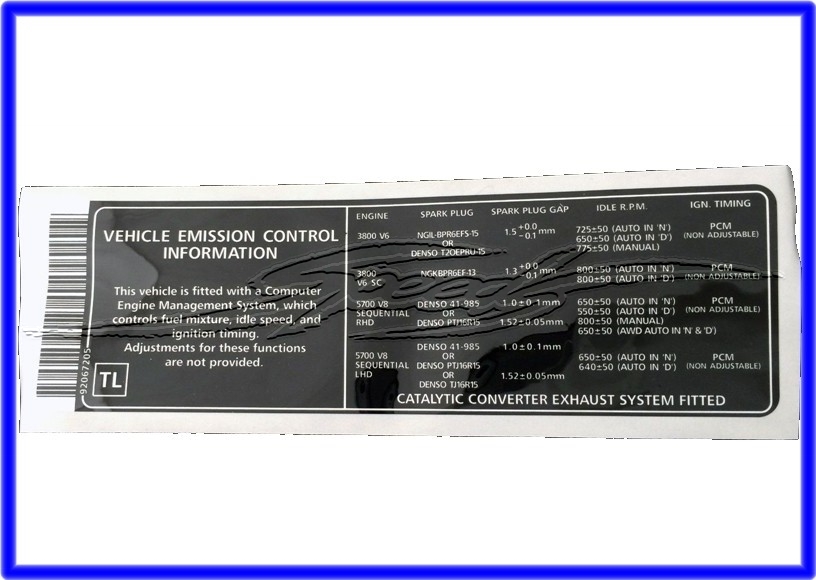 92067205
VEHICLE EMISSION CONTROL
INFORMATION
This vehicle is fitted with a Computer
Engine Management System, which
controls fuel mixture, idle speed, and
ignition timing.
Adjustments for these functions
are not provided.
TL
ENGINE SPARK PLUG SPARK PLUG GAP IDLE R.P.M. IGN. TIMING
3800 V6 NGIL-BPR6EFS-15 1.5 +0.0 -0.1 mm 725±50 (AUTO IN 'N') PCM
OR 650±50 (AUTO IN 'D') (NON ADJUSTABLE)
DENSO T20EPRU-15 775±50 (MANUAL)
3800 NGKBPR6EF-13 1.3 +0.0 -0.1 mm 800±50 (AUTO IN 'N') PCM
V6 SC 800±50 (AUTO IN 'D') (NON ADJUSTABLE)
5700 V8 DENSO 41-985 1.0±0.1mm 650±50 (AUTO IN 'N') PCM
SEQUENTIAL OR 550±50 (AUTO IN 'D') (NON ADJUSTABLE)
RHD DENSO PTJ16R15 1.52±0.05mm 800±50 (MANUAL)
650±50 (AWD AUTO IN 'N & 'D')
DENSO 41-985 1.0±0.1mm
5700 V8 OR 650±50 (AUTO IN 'N') PCM
SEQUENTIAL DENSO PTJ16R15 640±50 (AUTO IN 'D') (NON ADJUSTABLE)
LHD OR 1.52±0.05mm
DENSO TJ16R15
CATALYTIC CONVERTER EXHAUST SYSTEM FITTED